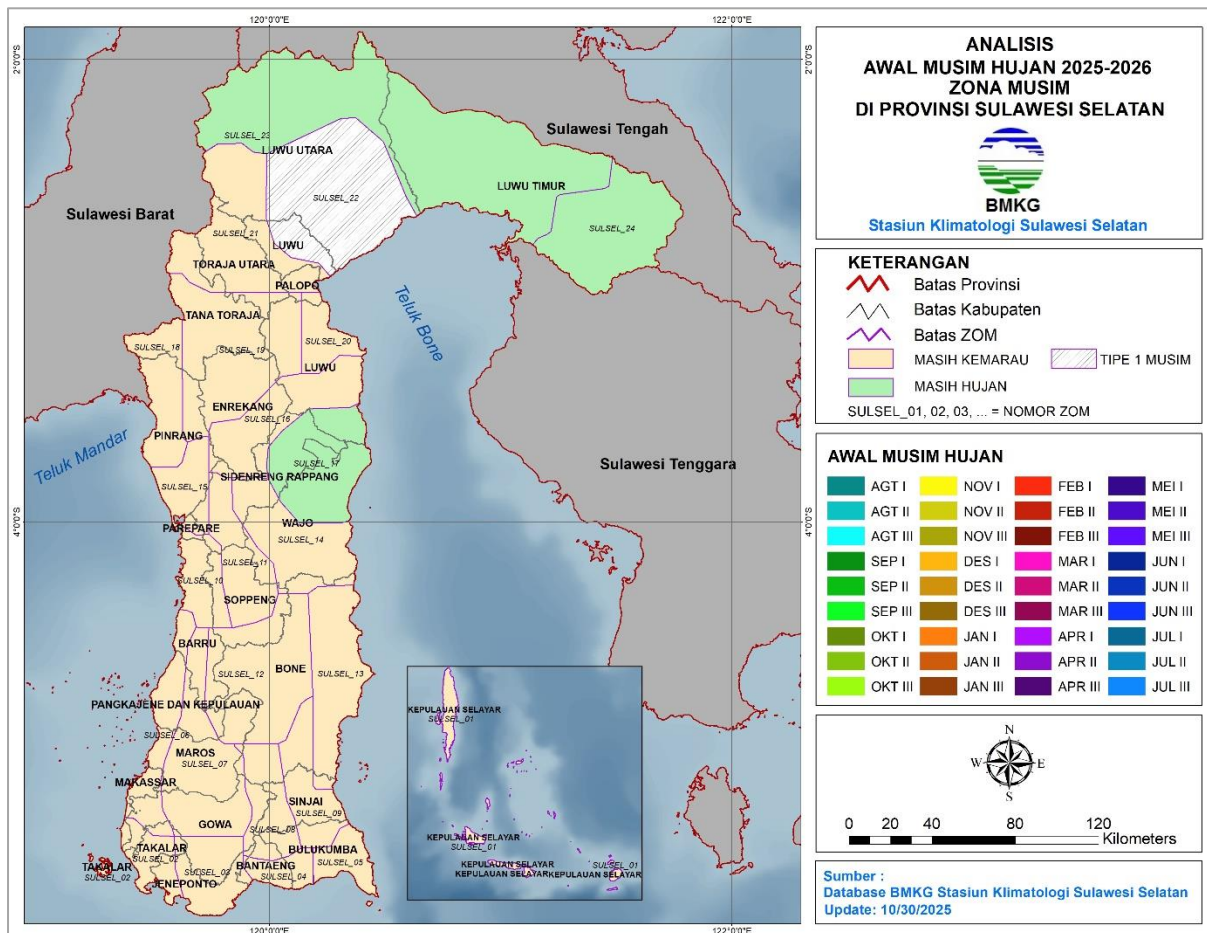 120°0'0"E
122°0'0"E
2°0'0"S
2°0'0"S
SULSEL_23
LUWU UTARA
Sulawesi Tengah
SULSEL_22
LUWU TIMUR
Sulawesi Barat
SULSEL_24
SULSEL_21
LUWU
TORAJA UTARA
PALOPO
TANA TORAJA
Teluk Bone
SULSEL_18
SULSEL_19
SULSEL_20
LUWU
ENREKANG
SULSEL_16
PINRANG
Teluk Mandar
SULSEL_17
SIDENRENG RAPPANG
Sulawesi Tenggara
SULSEL_15
PAREPARE
WAJO
4°0'0"S
4°0'0"S
SULSEL_14
SULSEL_11
SULSEL_10
SOPPENG
BARRU
BONE
SULSEL_12
SULSEL_13
PANGKAJENE DAN KEPULAUAN
SULSEL_06
MAROS
SULSEL_07
MAKASSAR
SINJAI
SULSEL_09
GOWA
SULSEL_08
TAKALAR
SULSEL_02
BULUKUMBA
SULSEL_05
TAKALAR
SULSEL_02
BANTAENG
SULSEL_03
SULSEL_04
JENEPONTO
KEPULAUAN SELAYAR
SULSEL_01
KEPULAUAN SELAYAR
SULSEL_01
KEPULAUAN SELAYAR
KEPULAUAN SELAYAR
SULSEL_01
KEPULAUAN SELAYAR
120°0'0"E
122°0'0"E
ANALISIS
AWAL MUSIM HUJAN 2025-2026
ZONA MUSIM
DI PROVINSI SULAWESI SELATAN
BMKG
Stasiun Klimatologi Sulawesi Selatan
KETERANGAN
Batas Provinsi
Batas Kabupaten
Batas ZOM
MASIH KEMARAU TIPE 1 MUSIM
MASIH HUJAN
SULSEL_01, 02, 03, ... = NOMOR ZOM
AWAL MUSIM HUJAN
AGT I NOV I FEB I MEI I
AGT II NOV II FEB II MEI II
AGT III NOV III FEB III MEI III
SEP I DES I MAR I JUN I
SEP II DES II MAR II JUN II
SEP III DES III MAR III JUN III
OKT I JAN I APR I JUL I
OKT II JAN II APR II JUL II
OKT III JAN III APR III JUL III
N
W E
S
0 20 40 80 120
Kilometers
Sumber :
Database BMKG Stasiun Klimatologi Sulawesi Selatan
Update: 10/30/2025